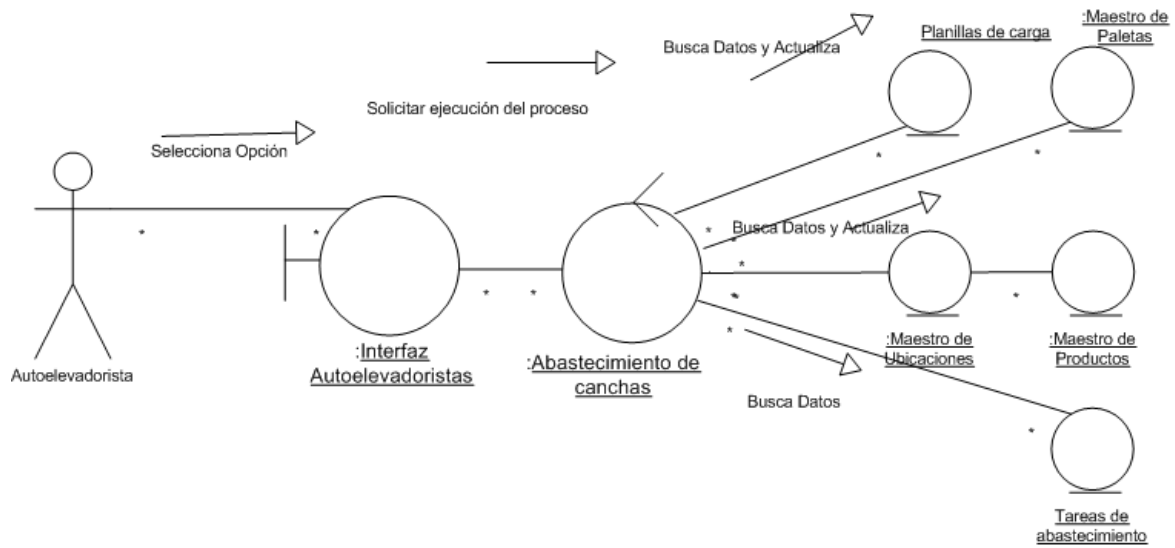 Planillas de carga
:Maestro de
Paletas
Busca Datos y Actualiza
Solicitar ejecución del proceso
Selecciona Opción
*
*
*
*
*
*
*
*
*
*
*
*
*
Busca Datos y Actualiza
:Interfaz
Autoelevadoristas
:Abastecimiento de
canchas
:Maestro de
Ubicaciones
:Maestro de
Productos
Autoelevadorista
Busca Datos
Tareas de
abastecimiento